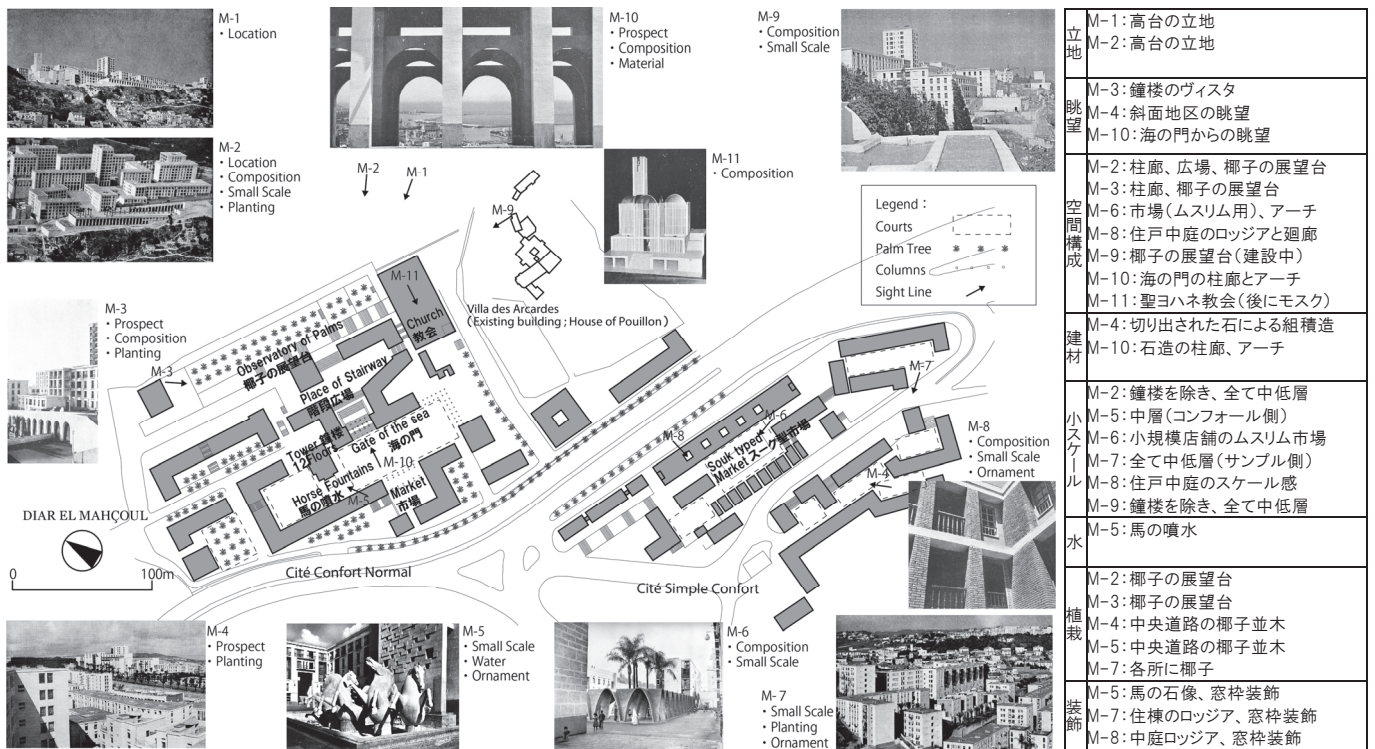 M-1
・Location
M-2
・Location
・Composition
・Small Scale
・Planting
M-10
・Prospect
・Composition
・Material
M-9
・Composition
・Small Scale
M-11
・Composition
M-2
M-1
M-9
Legend：
Courts
Palm Tree
Columns
Sight Line
Villa des Arcardes
（Existing building ; House of Pouillon）
M-3
・Prospect
・Composition
・Planting
M-3
M-11
Church
教会
Observatory of Palms
椰子の展望台
Place of Stairway
階段広場
Tower 鐘楼
12Floors
Gate of the sea
海の門
M-10
Horse Fountains
馬の噴水
M-5
Market
市場
M-7
M-6
M-8
Souk typed
Market スーク型市場
M-4
M-8
・Composition
・Small Scale
・Ornament
DIAR EL MAHÇOUL
0 100m
Cité Confort Normal
Cité Simple Confort
M-4
・Prospect
・Planting
M-5
・Small Scale
・Water
・Ornament
M-6
・Composition
・Small Scale
M-7
・Small Scale
・Planting
・Ornament
立地
M-1：高台の立地
M-2：高台の立地
眺望
M-3：鐘楼のヴィスタ
M-4：斜面地区の眺望
M-10：海の門からの眺望
空間構成
M-2：柱廊、広場、椰子の展望台
M-3：柱廊、椰子の展望台
M-6：市場（ムスリム用）、アーチ
M-8：住戸中庭のロッジアと廻廊
M-9：椰子の展望台（建設中）
M-10：海の門の柱廊とアーチ
M-11：聖ヨハネ教会（後にモスク）
建材
M-4：切り出された石による組積造
M-10：石造の柱廊、アーチ
小スケール
M-2：鐘楼を除き、全て中低層
M-5：中層（コンフォール側）
M-6：小規模店舗のムスリム市場
M-7：全て中低層（サンプル側）
M-8：住戸中庭のスケール感
M-9：鐘楼を除き、全て中低層
水
M-5：馬の噴水
植栽
M-2：椰子の展望台
M-3：椰子の展望台
M-4：中央道路の椰子並木
M-5：中央道路の椰子並木
M-7：各所に椰子
装飾
M-5：馬の石像、窓枠装飾
M-7：住棟のロッジア、窓枠装飾
M-8：中庭ロッジア、窓枠装飾